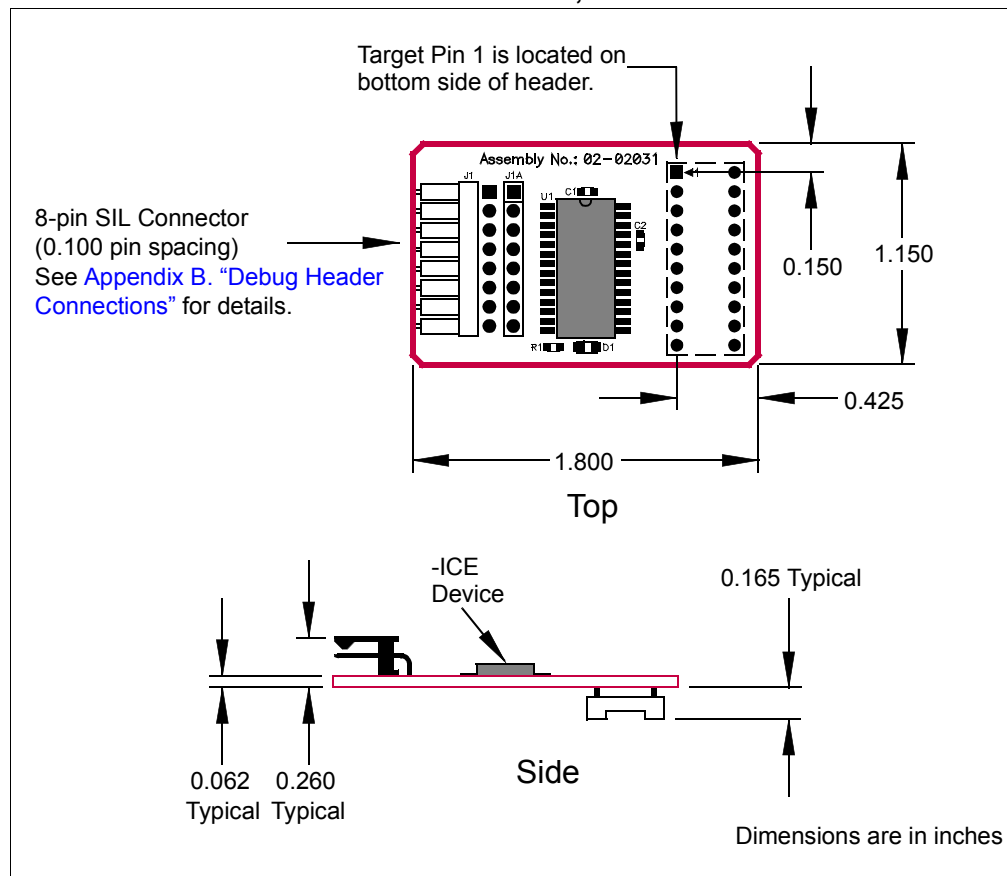 Target Pin 1 is located on
bottom side of header.
Assembly No.: 02-02031
J1
J1A
C1
U1
1
C2
8-pin SIL Connector
(0.100 pin spacing)
See Appendix B. “Debug Header
Connections” for details.
0.150
1.150
R1
D1
0.425
1.800
Top
-ICE
Device
0.165 Typical
0.062
Typical
0.260
Typical
Side
Dimensions are in inches